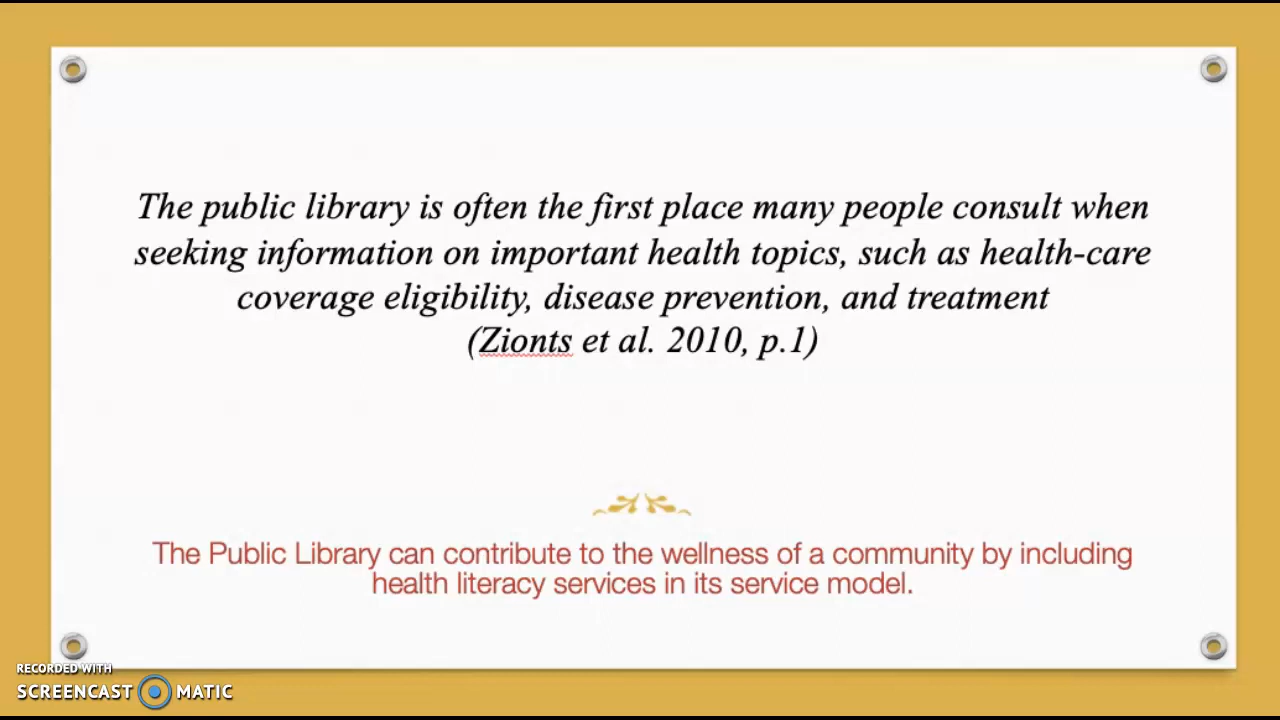 The public library is often the first place many people consult when
seeking information on important health topics, such as health-care
coverage eligibility, disease prevention, and treatment
(Zionts et al. 2010, p.1)
The Public Library can contribute to the wellness of a community by including
health literacy services in its service model.
RECORDED WITH
SCREENCAST MATIC